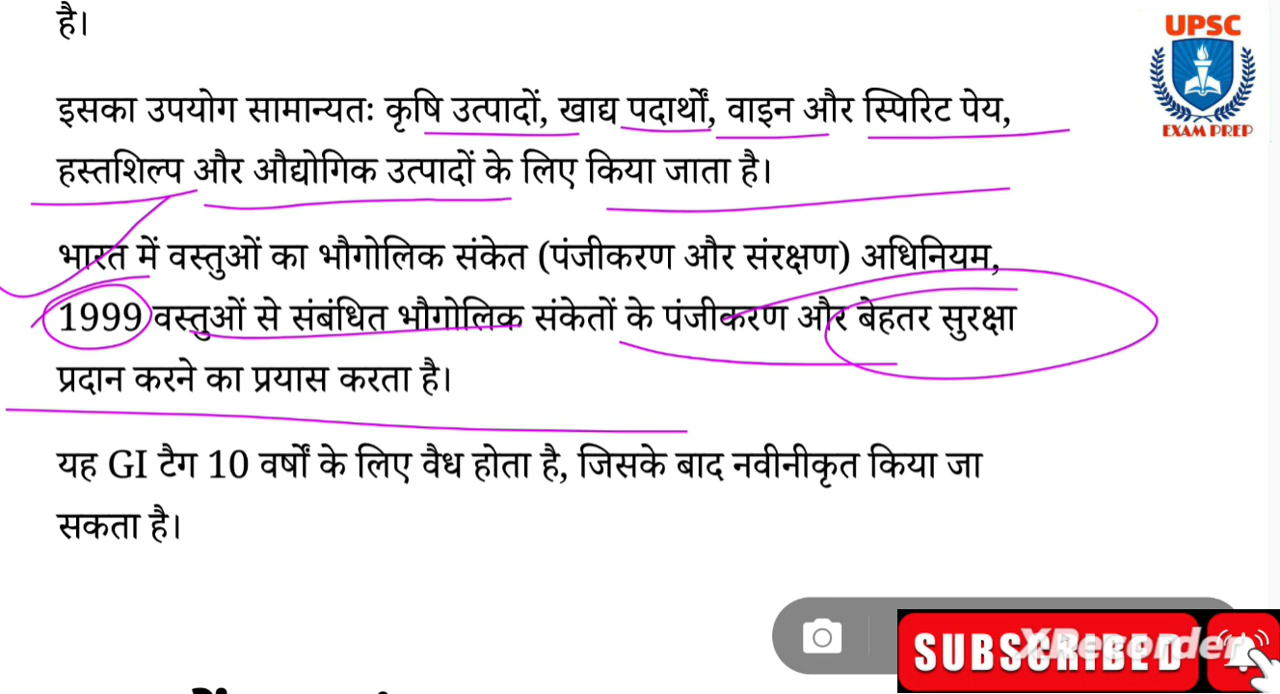 है।
UPSC
EXAM PREP
इसका उपयोग सामान्यतः कृषि उत्पादों, खाद्य पदार्थों, वाइन और स्पिरिट पेय,
हस्तशिल्प और औद्योगिक उत्पादों के लिए किया जाता है।
भारत में वस्तुओं का भौगोलिक संकेत (पंजीकरण और संरक्षण) अधिनियम,
1999 वस्तुओं से संबंधित भौगोलिक संकेतों के पंजीकरण और बेहतर सुरक्षा
प्रदान करने का प्रयास करता है।
यह GI टैग 10 वर्षों के लिए वैध होता है, जिसके बाद नवीनीकृत किया जा
सकता है।
SUBSCRIBED
XRecorder